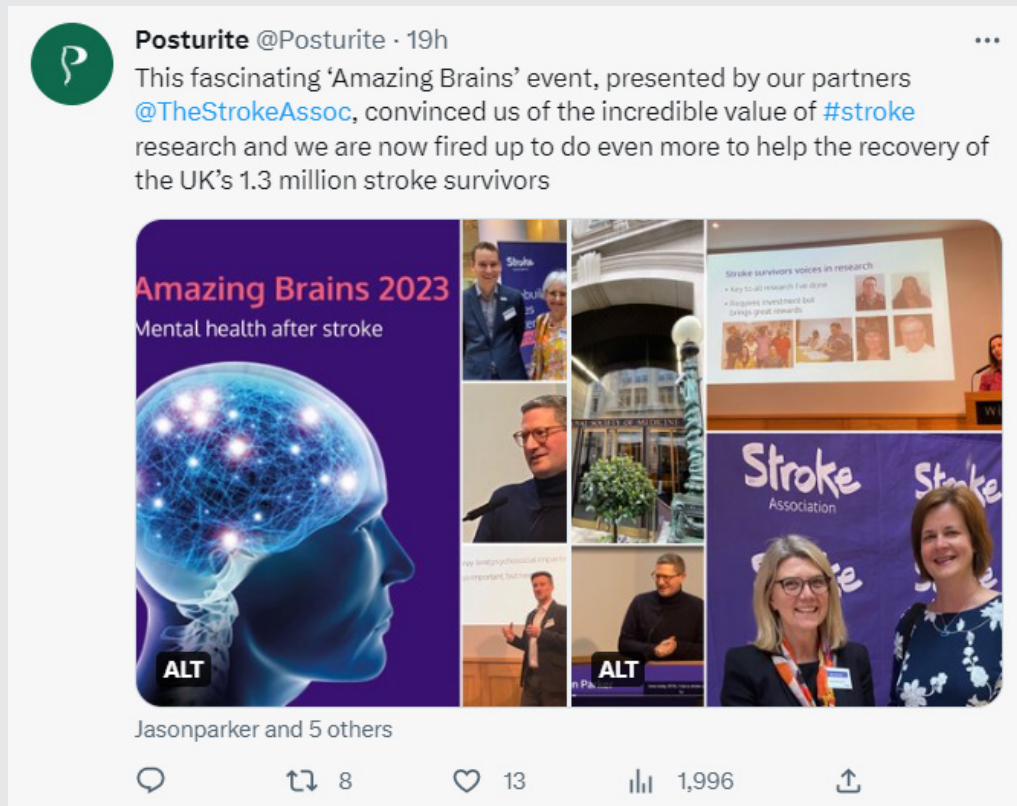 Posturite @Posturite · 19h
This fascinating ‘Amazing Brains’ event, presented by our partners
@TheStrokeAssoc, convinced us of the incredible value of #stroke
research and we are now fired up to do even more to help the recovery of
the UK’s 1.3 million stroke survivors
Amazing Brains 2023
Mental health after stroke
ALT
Stroke
Stroke survivors voices in research
• Key to all research I've done
• Requires investment but
brings great rewards
SOCIETY OF MEDICINE
Stroke
Association
Stroke
ALT
Jasonparker and 5 others
8
13
1,996